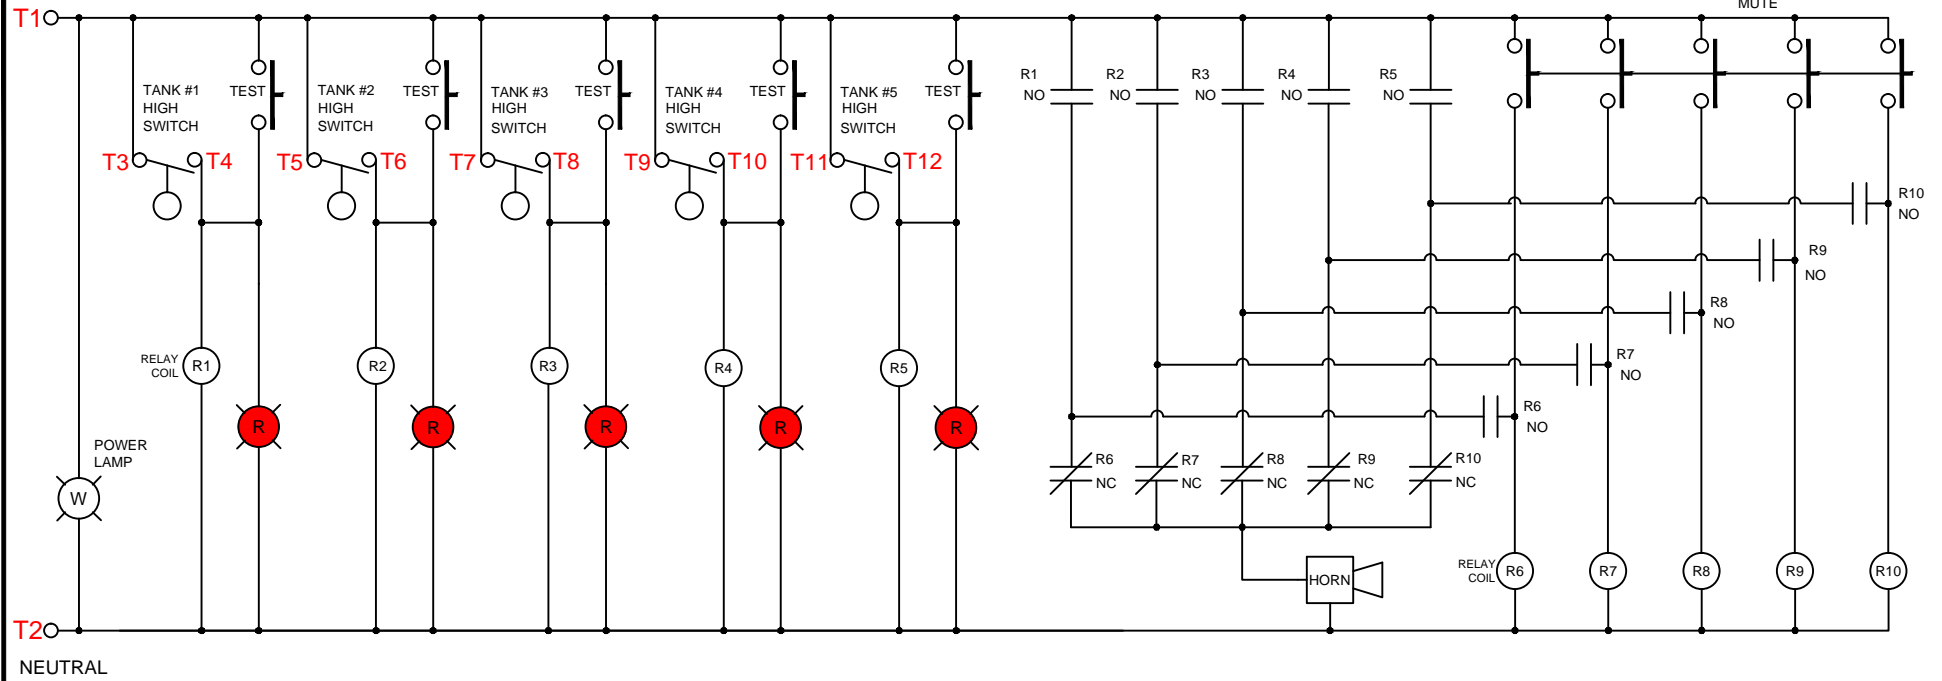 MUTE
T1
TANK #1
HIGH
SWITCH
TEST
TANK #2
HIGH
SWITCH
TEST
TANK #3
HIGH
SWITCH
TEST
TANK #4
HIGH
SWITCH
TEST
TANK #5
HIGH
SWITCH
TEST
R1
NO
R2
NO
R3
NO
R4
NO
R5
NO
T3
T4
T5
T6
T7
T8
T9
T10
T11
T12
R10
NO
R9
NO
R8
NO
R7
NO
R6
NO
RELAY
COIL
R1
R2
R3
R4
R5
R
R
R
R
R
POWER
LAMP
W
R6
NC
R7
NC
R8
NC
R9
NC
R10
NC
HORN
RELAY
COIL
R6
R7
R8
R9
R10
T2
NEUTRAL